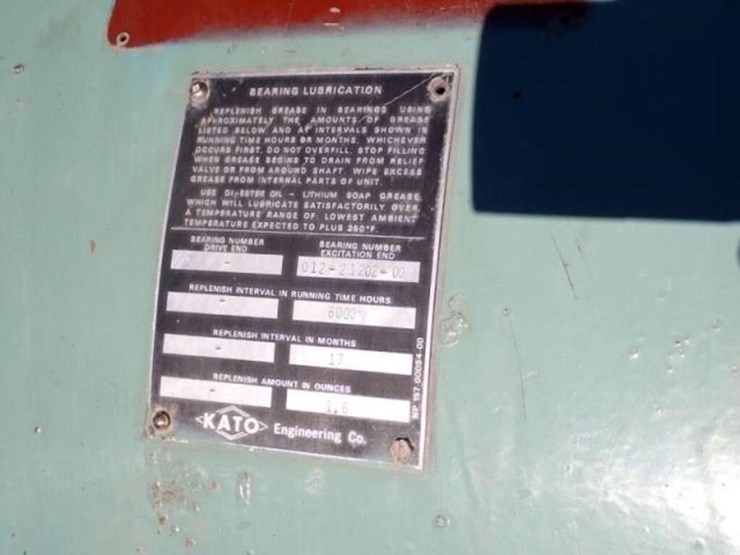 BEARING LUBRICATION
REPLENISH GREASE IN BEARINGS USING
APPROXIMATELY THE AMOUNTS OF GREASE
LISTED BELOW AND AT INTERVALS SHOWN IN
RUNNING TIME HOURS OR MONTHS, WHICHEVER
OCCURS FIRST. DO NOT OVERFILL. STOP FILLING
WHEN GREASE BEGINS TO DRAIN FROM RELIEF
VALVE OR FROM AROUND SHAFT. WIPE EXCESS
GREASE FROM INTERNAL PARTS OF UNIT.
USE DI-ESTER OIL - LITHIUM SOAP GREASE
WHICH WILL LUBRICATE SATISFACTORILY OVER
A TEMPERATURE RANGE OF: LOWEST AMBIENT
TEMPERATURE EXPECTED TO PLUS 250°F.
BEARING NUMBER DRIVE END
BEARING NUMBER EXCITATION END
- 012-21202-00
REPLENISH INTERVAL IN RUNNING TIME HOURS
- 6000
REPLENISH INTERVAL IN MONTHS
- 17
REPLENISH AMOUNT IN OUNCES
- 1.6
KATO Engineering Co.
NP 197-00054-00